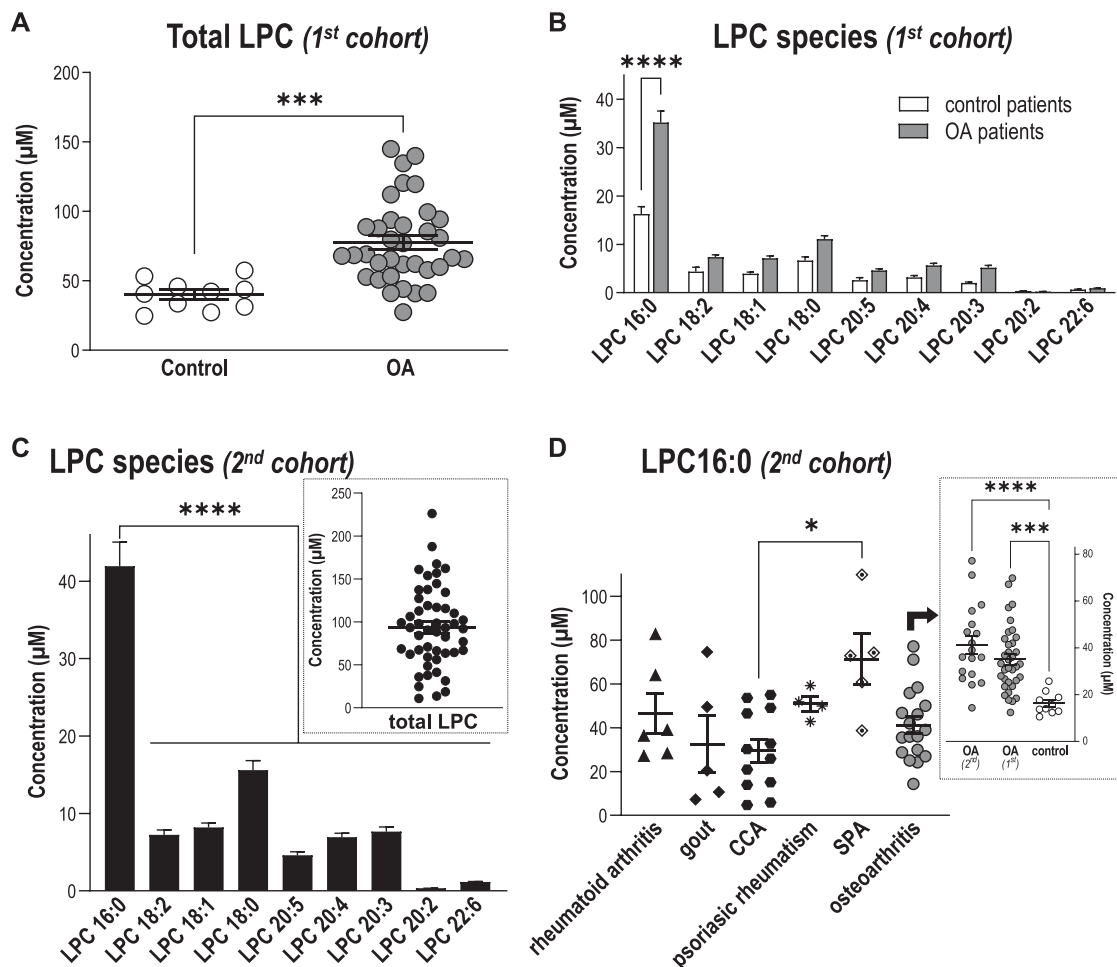 A
Total LPC (1st cohort)
Concentration (µM)
200
150
100
50
0
***
Control
OA
B
LPC species (1st cohort)
Concentration (µM)
40
30
20
10
0
****
control patients
OA patients
LPC 16:0
LPC 18:2
LPC 18:1
LPC 18:0
LPC 20:5
LPC 20:4
LPC 20:3
LPC 20:2
LPC 22:6
C
LPC species (2nd cohort)
Concentration (µM)
40
30
20
10
0
****
Concentration (µM)
250
200
150
100
50
0
total LPC
LPC 16:0
LPC 18:2
LPC 18:1
LPC 18:0
LPC 20:5
LPC 20:4
LPC 20:3
LPC 20:2
LPC 22:6
D
LPC16:0 (2nd cohort)
Concentration (µM)
100
80
60
40
20
0
*
rheumatoid arthritis
gout
CCA
psoriasic rheumatism
SPA
osteoarthritis
****
***
80
60
40
20
0
Concentration (µM)
OA
(2nd)
OA
(1st)
control